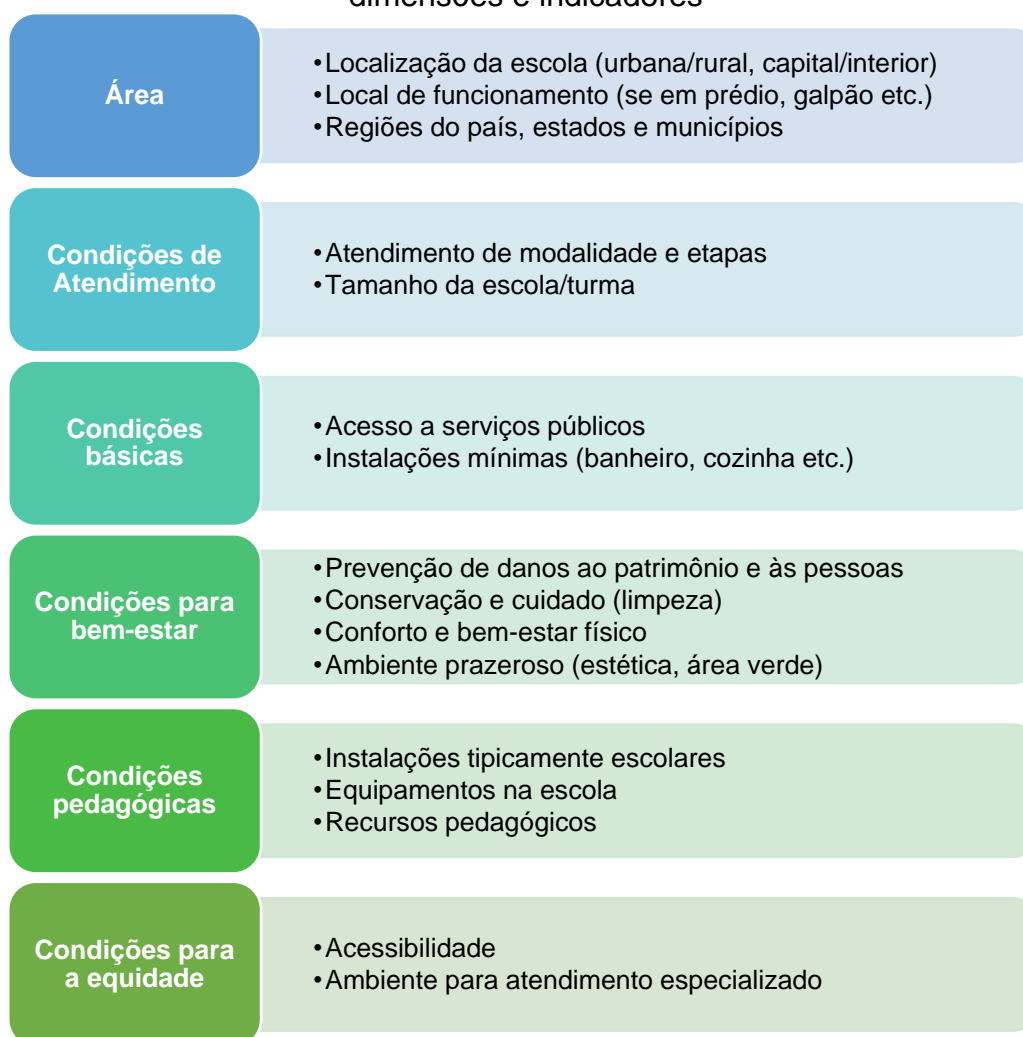 dimensões e indicadores
Área
•Localização da escola (urbana/rural, capital/interior)
•Local de funcionamento (se em prédio, galpão etc.)
•Regiões do país, estados e municípios
Condições de
Atendimento
•Atendimento de modalidade e etapas
•Tamanho da escola/turma
Condições
básicas
•Acesso a serviços públicos
•Instalações mínimas (banheiro, cozinha etc.)
Condições para
bem-estar
•Prevenção de danos ao patrimônio e às pessoas
•Conservação e cuidado (limpeza)
•Conforto e bem-estar físico
•Ambiente prazeroso (estética, área verde)
Condições
pedagógicas
•Instalações tipicamente escolares
•Equipamentos na escola
•Recursos pedagógicos
Condições para
a equidade
•Acessibilidade
•Ambiente para atendimento especializado